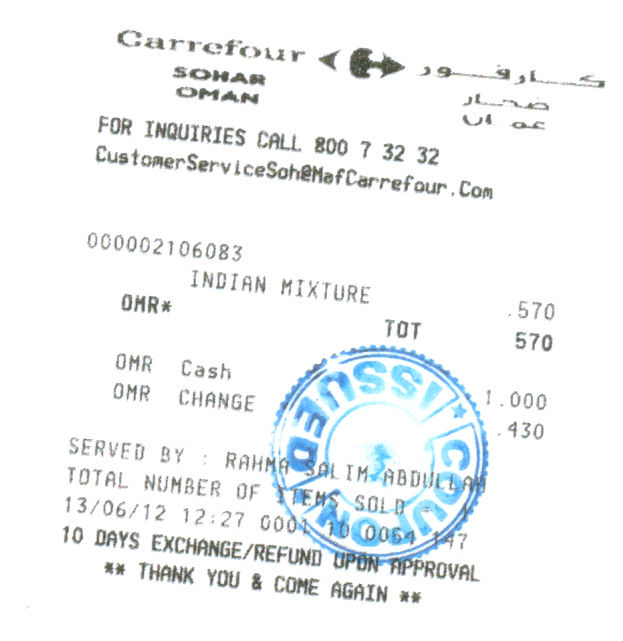 Carrefour كارفور
SOHAR صحار
OMAN عمان
FOR INQUIRIES CALL 800 7 32 32
CustomerServiceSoh@MafCarrefour.Com
000002106083
INDIAN MIXTURE .570
OMR* TOT 570
OMR Cash 1.000
OMR CHANGE .430
SERVED BY : RAHMA SALIM ABDULLAH
TOTAL NUMBER OF ITEMS SOLD
13/06/12 12:27 0001 10 0054 147
10 DAYS EXCHANGE/REFUND UPON APPROVAL
** THANK YOU & COME AGAIN **
COUPON ISSUED